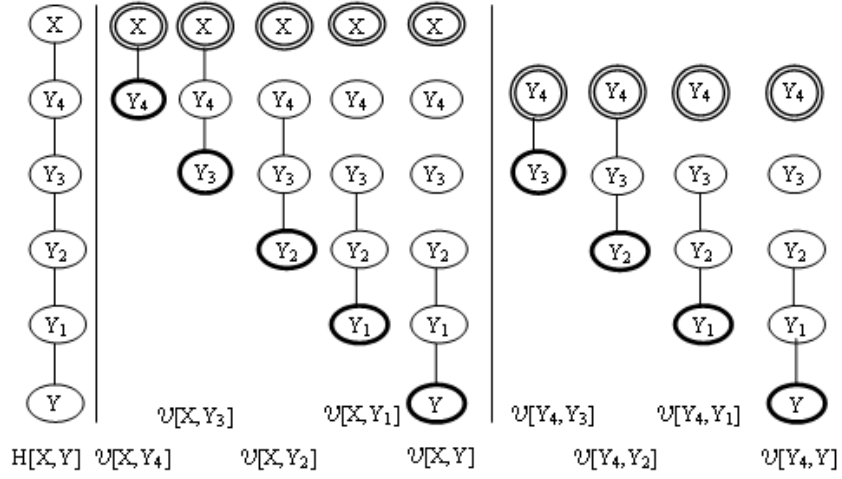 X X X X X X
Y₄ Y₄ Y₄ Y₄ Y₄ Y₄ Y₄ Y₄ Y₄ Y₄
Y₃ Y₃ Y₃ Y₃ Y₃ Y₃ Y₃ Y₃ Y₃
Y₂ Y₂ Y₂ Y₂ Y₂ Y₂ Y₂
Y₁ Y₁ Y₁ Y₁ Y₁
Y Y Y
υ[X,Y₃] υ[X,Y₁] υ[Y₄,Y₃] υ[Y₄,Y₁]
H[X,Y] υ[X,Y₄] υ[X,Y₂] υ[X,Y] υ[Y₄,Y₂] υ[Y₄,Y]